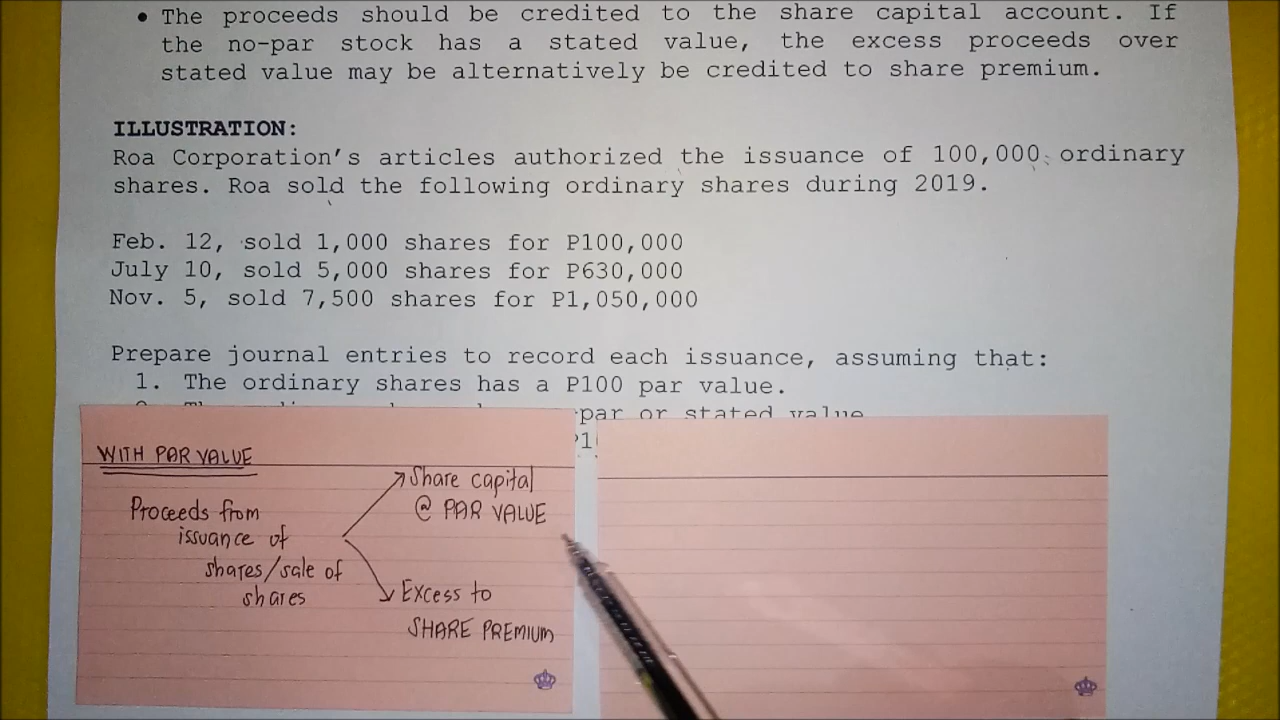 • The proceeds should be credited to the share capital account. If
the no-par stock has a stated value, the excess proceeds over
stated value may be alternatively be credited to share premium.
ILLUSTRATION:
Roa Corporation's articles authorized the issuance of 100,000 ordinary
shares. Roa sold the following ordinary shares during 2019.
Feb. 12, sold 1,000 shares for P100,000
July 10, sold 5,000 shares for P630,000
Nov. 5, sold 7,500 shares for P1,050,000
Prepare journal entries to record each issuance, assuming that:
1. The ordinary shares has a P100 par value.
par or stated value
WITH PAR VALUE
Proceeds from
issuance of
shares/sale of
shares
Share capital
@ PAR VALUE
Excess to
SHARE PREMIUM